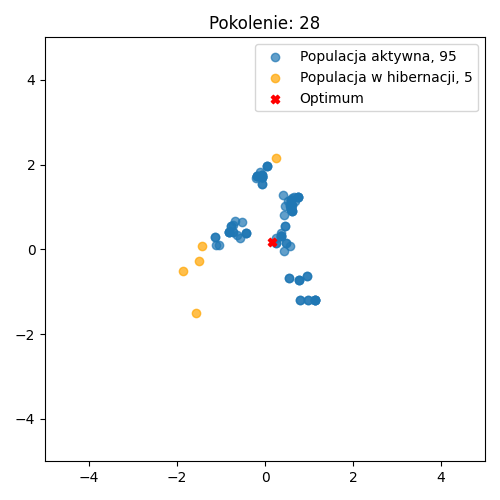 Pokolenie: 28
Populacja aktywna, 95
Populacja w hibernacji, 5
Optimum
4
2
0
−2
−4
−4 −2 0 2 4